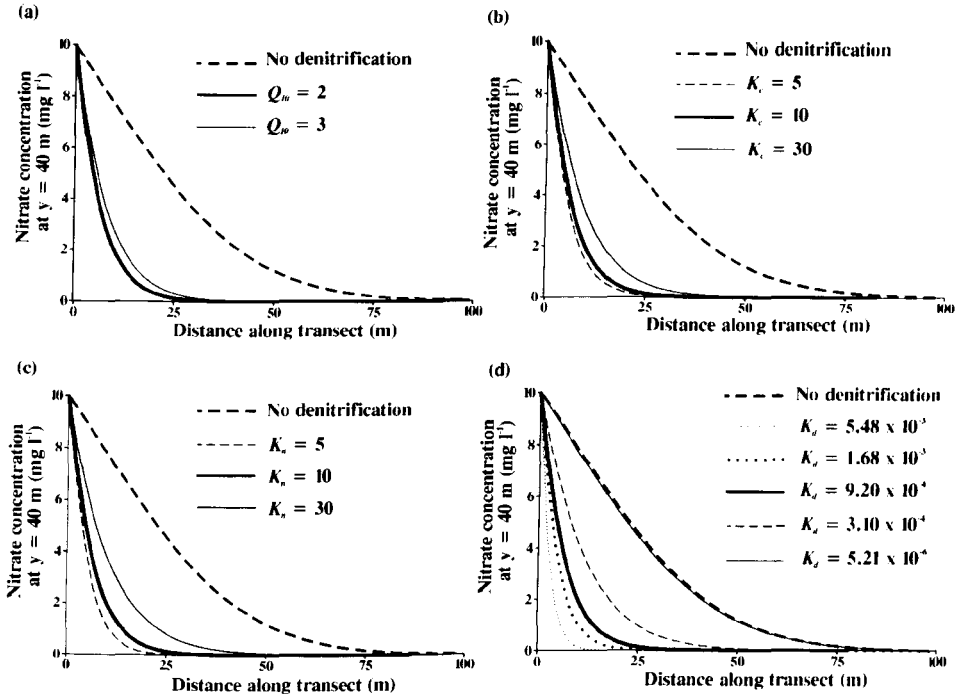 (a)
Nitrate concentration
at y = 40 m (mg l⁻¹)
10
8
6
4
2
0
No denitrification
Q₁₀ = 2
Q₁₀ = 3
0
25
50
75
100
Distance along transect (m)
(b)
Nitrate concentration
at y = 40 m (mg l⁻¹)
10
8
6
4
2
0
No denitrification
K_c = 5
K_c = 10
K_c = 30
0
25
50
75
100
Distance along transect (m)
(c)
Nitrate concentration
at y = 40 m (mg l⁻¹)
10
8
6
4
2
0
No denitrification
K_n = 5
K_n = 10
K_n = 30
0
25
50
75
100
Distance along transect (m)
(d)
Nitrate concentration
at y = 40 m (mg l⁻¹)
10
8
6
4
2
0
No denitrification
K_d = 5.48 x 10⁻³
K_d = 1.68 x 10⁻³
K_d = 9.20 x 10⁻⁴
K_d = 3.10 x 10⁻⁴
K_d = 5.21 x 10⁻⁶
0
25
50
75
100
Distance along transect (m)